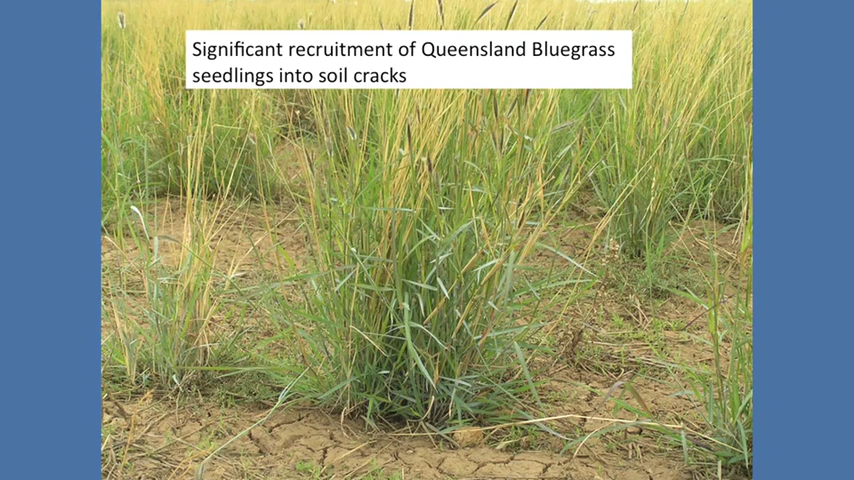 Significant recruitment of Queensland Bluegrass
seedlings into soil cracks